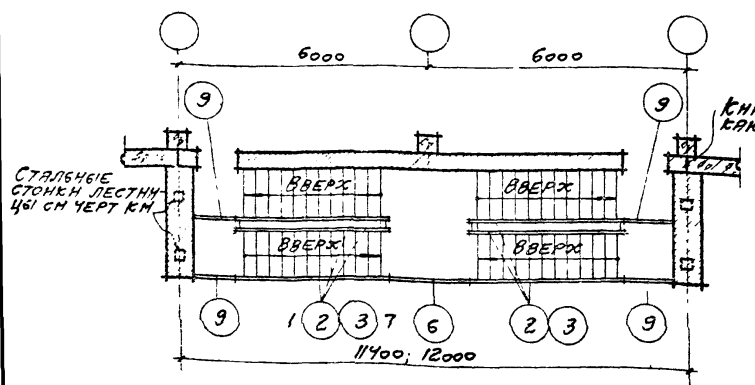 6000 6000
9 9
СТАЛЬНЫЕ
СТОЙКИ ЛЕСТНИ-
ЦЫ СМ ЧЕРТ КМ
ВВЕРХ ВВЕРХ
ВВЕРХ ВВЕРХ
9 1 2 3 7 6 2 3 9
11400; 12000